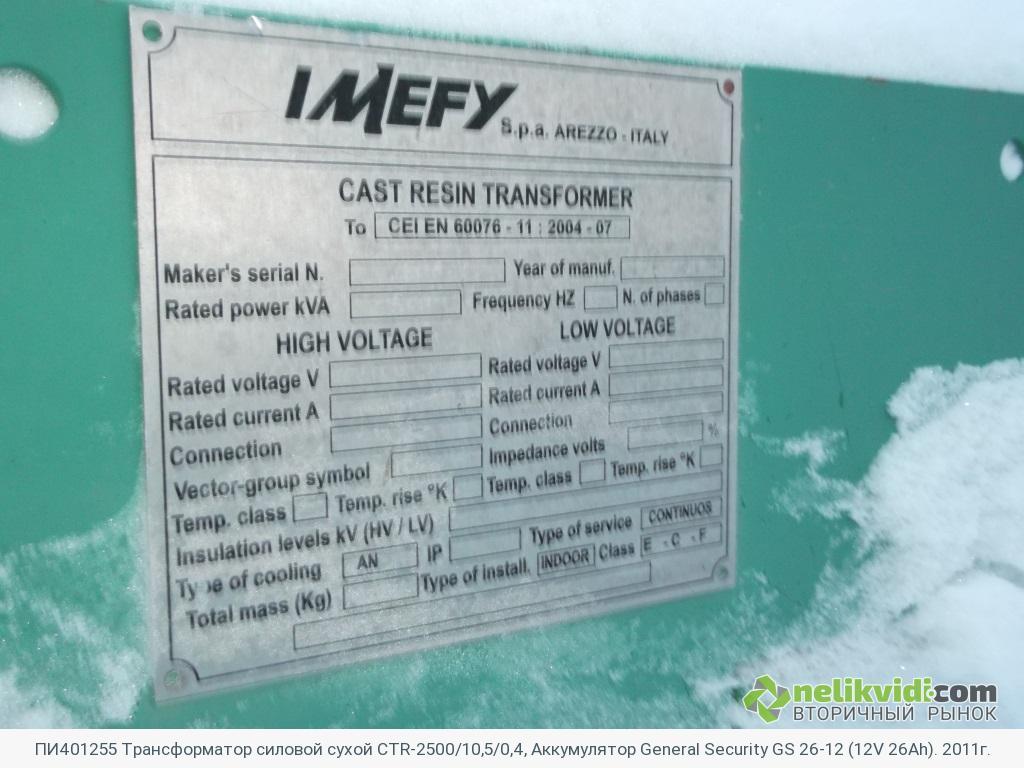 IMEFY S.p.a. AREZZO - ITALY
CAST RESIN TRANSFORMER
To CEI EN 60076 - 11 : 2004 - 07
Maker's serial N. Year of manuf.
Rated power kVA Frequency HZ N. of phases
HIGH VOLTAGE LOW VOLTAGE
Rated voltage V Rated voltage V
Rated current A Rated current A
Connection Connection
Vector-group symbol Impedance volts %
Temp. class Temp. rise °K Temp. class Temp. rise °K
Insulation levels kV (HV / LV)
Type of cooling AN IP Type of service CONTINUOS
Total mass (Kg) Type of install. INDOOR Class E - C - F
nelikvidi.com
ВТОРИЧНЫЙ РЫНОК
ПИ401255 Трансформатор силовой сухой CTR-2500/10,5/0,4, Аккумулятор General Security GS 26-12 (12V 26Ah). 2011г.